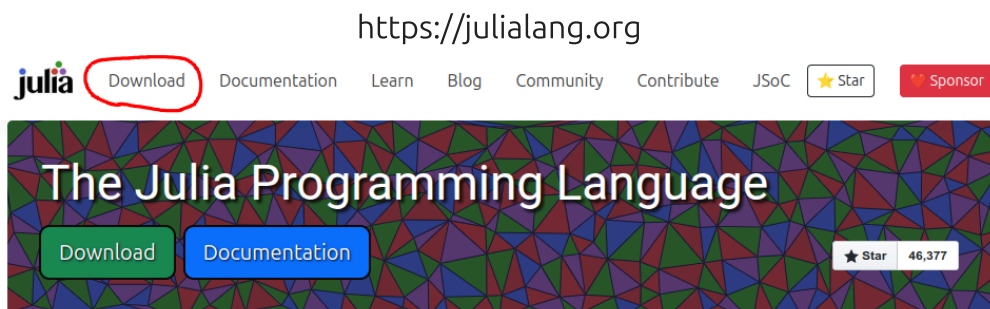 https://julialang.org
julia Download Documentation Learn Blog Community Contribute JSoC Star Sponsor
The Julia Programming Language
Download Documentation
Star 46,377